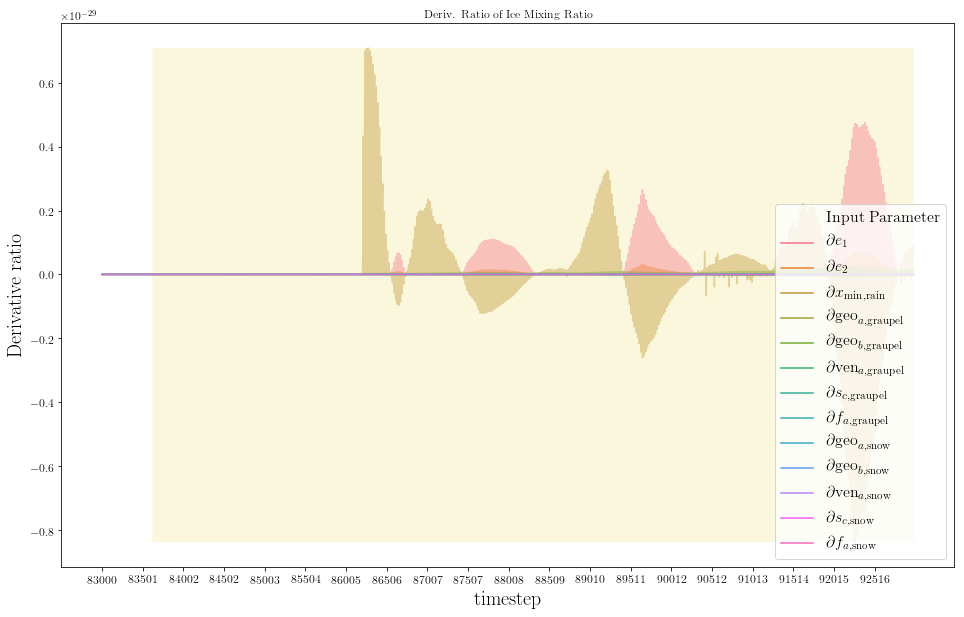 ×10⁻²⁹
Deriv. Ratio of Ice Mixing Ratio
Derivative ratio
0.6
0.4
0.2
0.0
−0.2
−0.4
−0.6
−0.8
Input Parameter
∂e₁
∂e₂
∂x_min,rain
∂geo_a,graupel
∂geo_b,graupel
∂ven_a,graupel
∂s_c,graupel
∂f_a,graupel
∂geo_a,snow
∂geo_b,snow
∂ven_a,snow
∂s_c,snow
∂f_a,snow
83000 83501 84002 84502 85003 85504 86005 86506 87007 87507 88008 88509 89010 89511 90012 90512 91013 91514 92015 92516
timestep